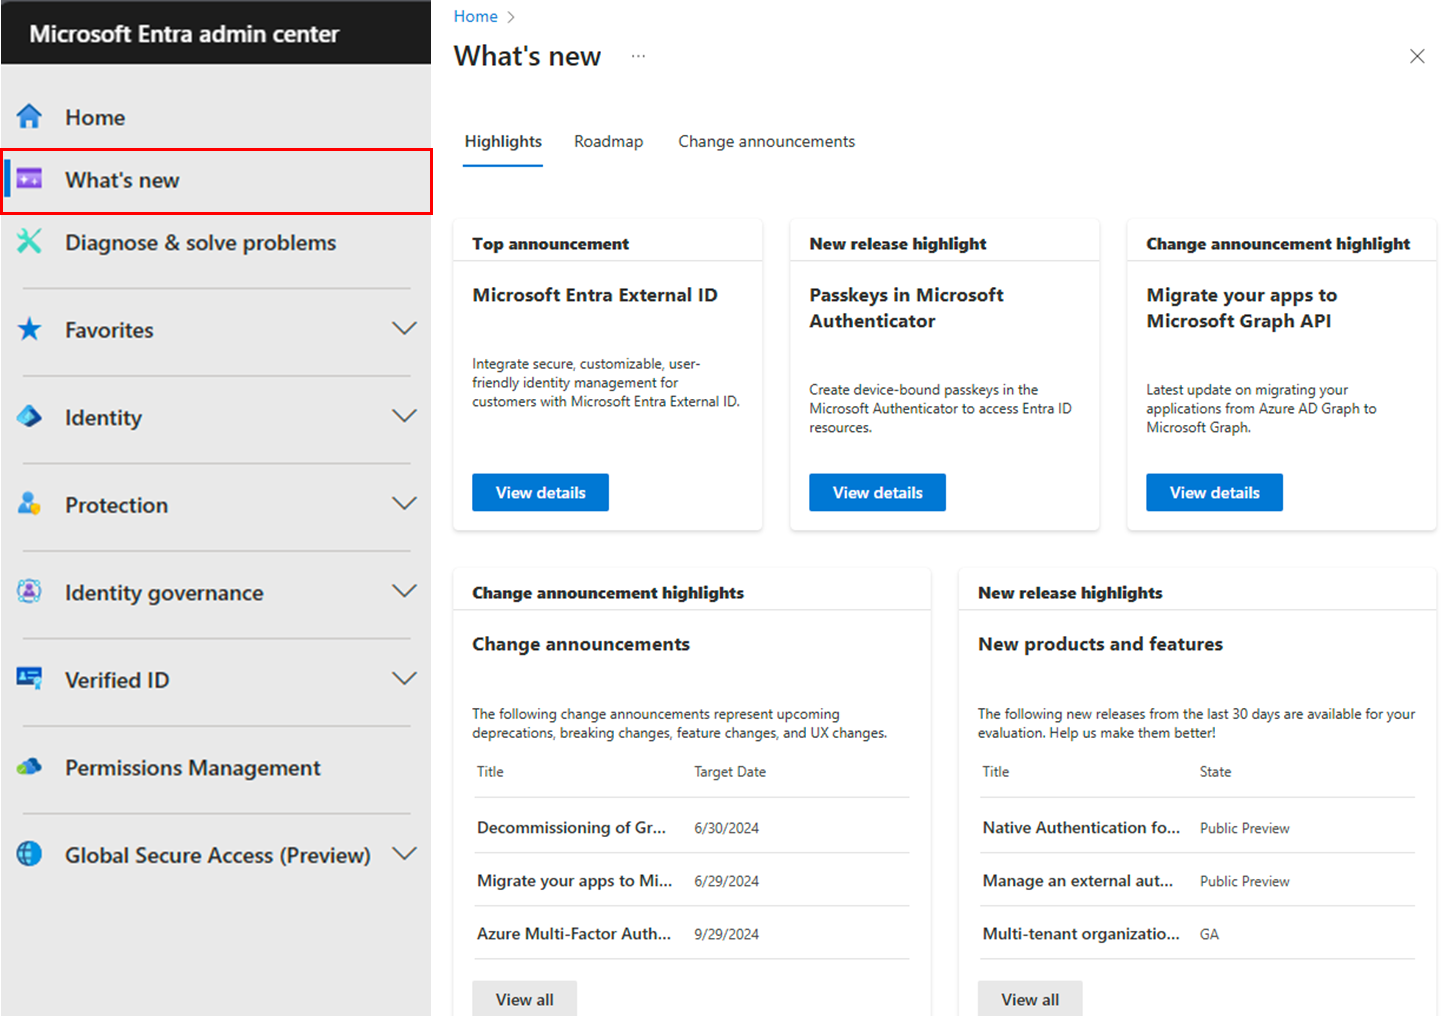 Microsoft Entra admin center
Home
What's new
Diagnose & solve problems
Favorites
Identity
Protection
Identity governance
Verified ID
Permissions Management
Global Secure Access (Preview)
Home
What's new
...
Highlights
Roadmap
Change announcements
Top announcement
Microsoft Entra External ID
Integrate secure, customizable, user-
friendly identity management for
customers with Microsoft Entra External ID.
View details
New release highlight
Passkeys in Microsoft
Authenticator
Create device-bound passkeys in the
Microsoft Authenticator to access Entra ID
resources.
View details
Change announcement highlight
Migrate your apps to
Microsoft Graph API
Latest update on migrating your
applications from Azure AD Graph to
Microsoft Graph.
View details
Change announcement highlights
Change announcements
The following change announcements represent upcoming
deprecations, breaking changes, feature changes, and UX changes.
Title Target Date
Decommissioning of Gr... 6/30/2024
Migrate your apps to Mi... 6/29/2024
Azure Multi-Factor Auth... 9/29/2024
View all
New release highlights
New products and features
The following new releases from the last 30 days are available for your
evaluation. Help us make them better!
Title State
Native Authentication fo... Public Preview
Manage an external aut... Public Preview
Multi-tenant organizatio... GA
View all